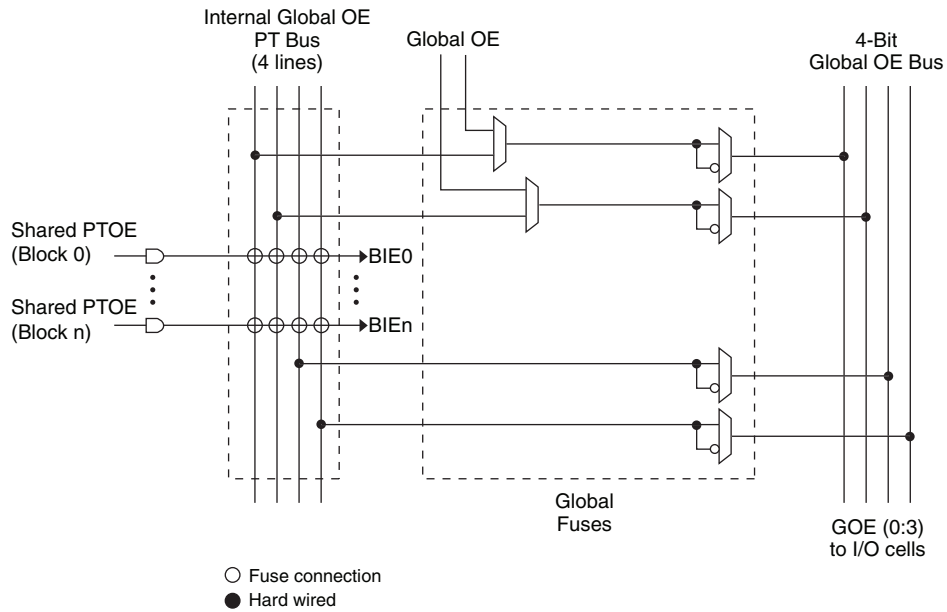 Internal Global OE
PT Bus
(4 lines)
Global OE
4-Bit
Global OE Bus
Shared PTOE
(Block 0)
BIE0
Shared PTOE
(Block n)
BIEn
Global
Fuses
GOE (0:3)
to I/O cells
Fuse connection
Hard wired